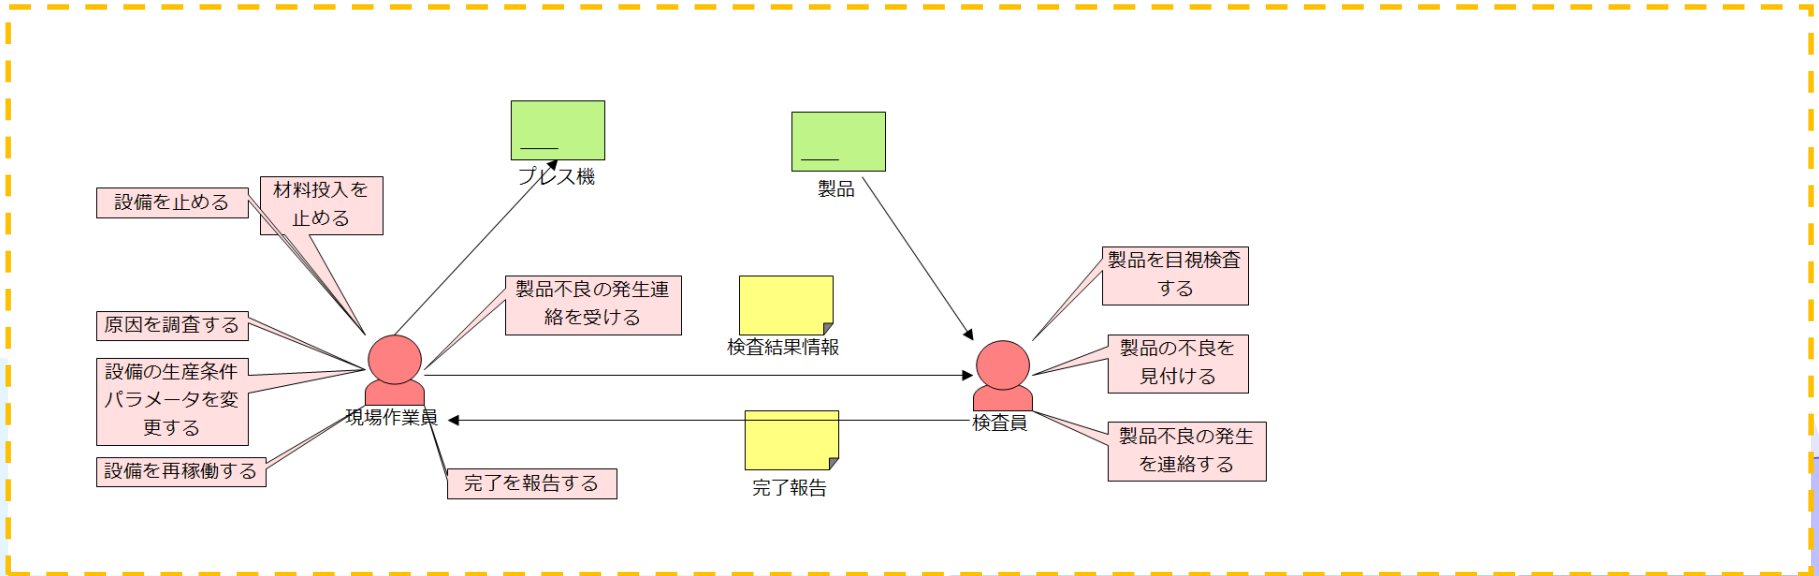 プレス機
製品
設備を止める
材料投入を
止める
製品を目視検査
する
製品不良の発生連
絡を受ける
原因を調査する
検査結果情報
製品の不良を
見付ける
設備の生産条件
パラメータを変
更する
現場作業員
検査員
製品不良の発生
を連絡する
設備を再稼働する
完了を報告する
完了報告